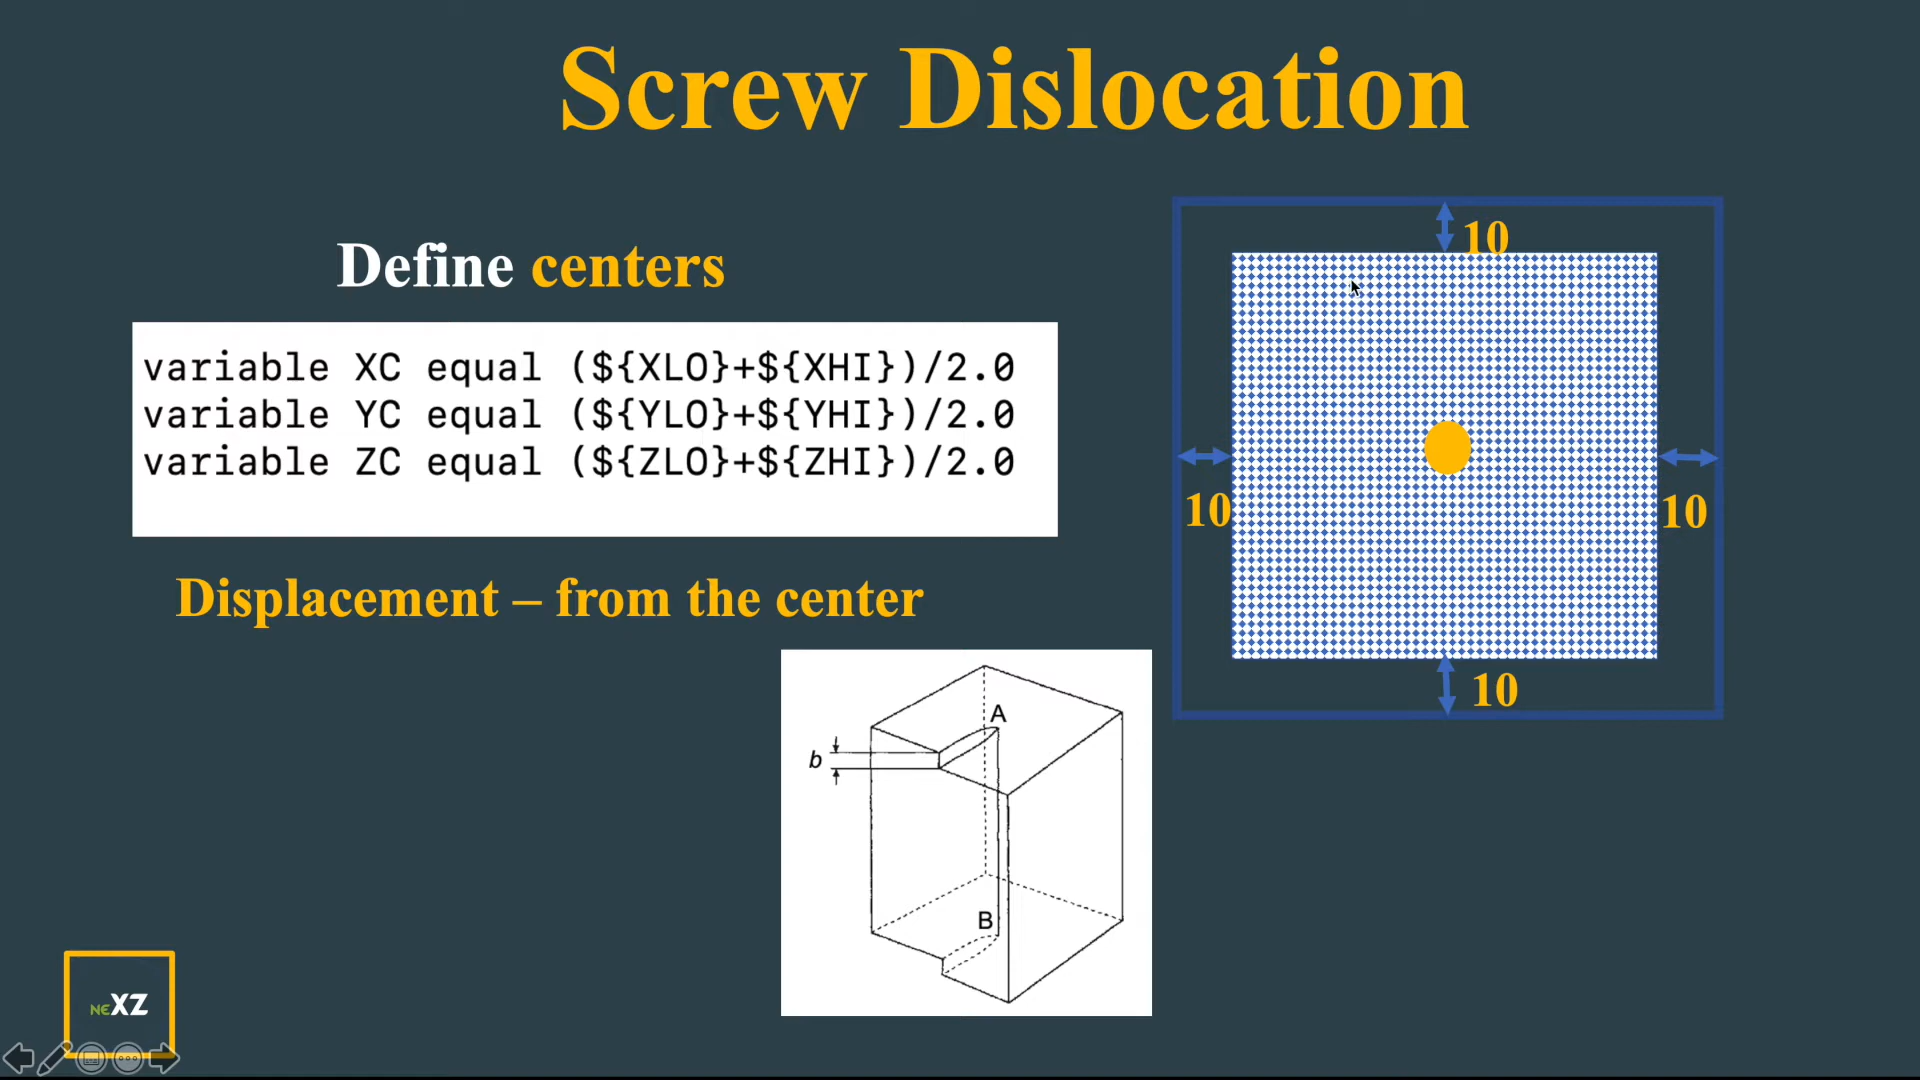 Screw Dislocation
Define centers
variable XC equal (${XLO}+${XHI})/2.0
variable YC equal (${YLO}+${YHI})/2.0
variable ZC equal (${ZLO}+${ZHI})/2.0
Displacement – from the center
10
10
10
10
A
b
B
NEXZ